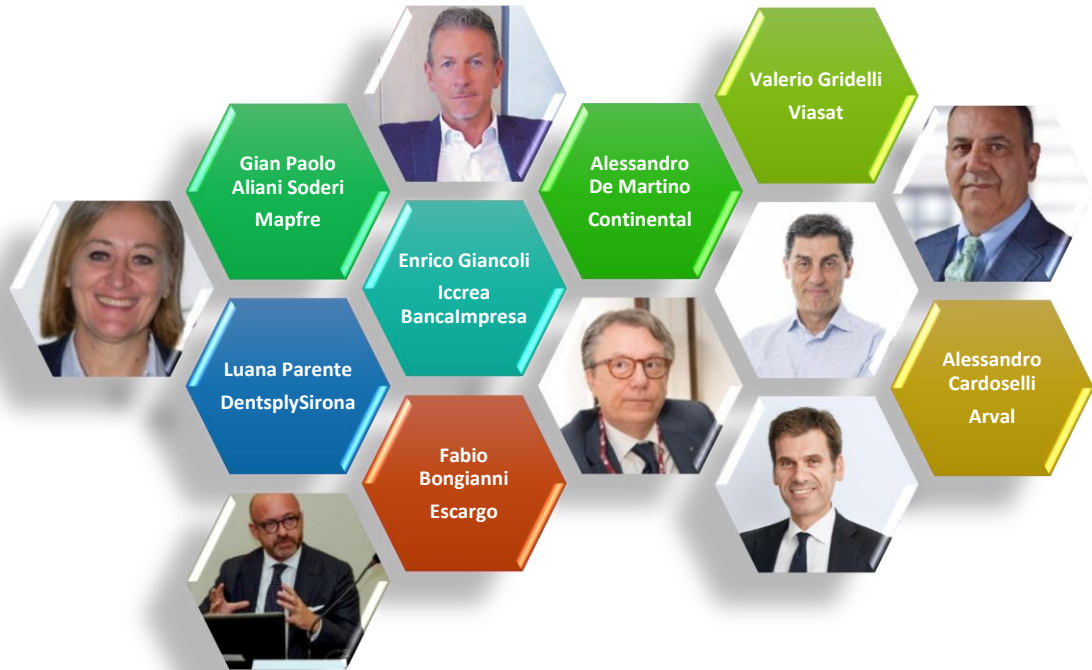 Valerio Gridelli
Viasat
Gian Paolo
Aliani Soderi
Mapfre
Alessandro
De Martino
Continental
Enrico Giancoli
Iccrea
BancaImpresa
Luana Parente
DentsplySirona
Alessandro
Cardoselli
Arval
Fabio
Bongianni
Escargo